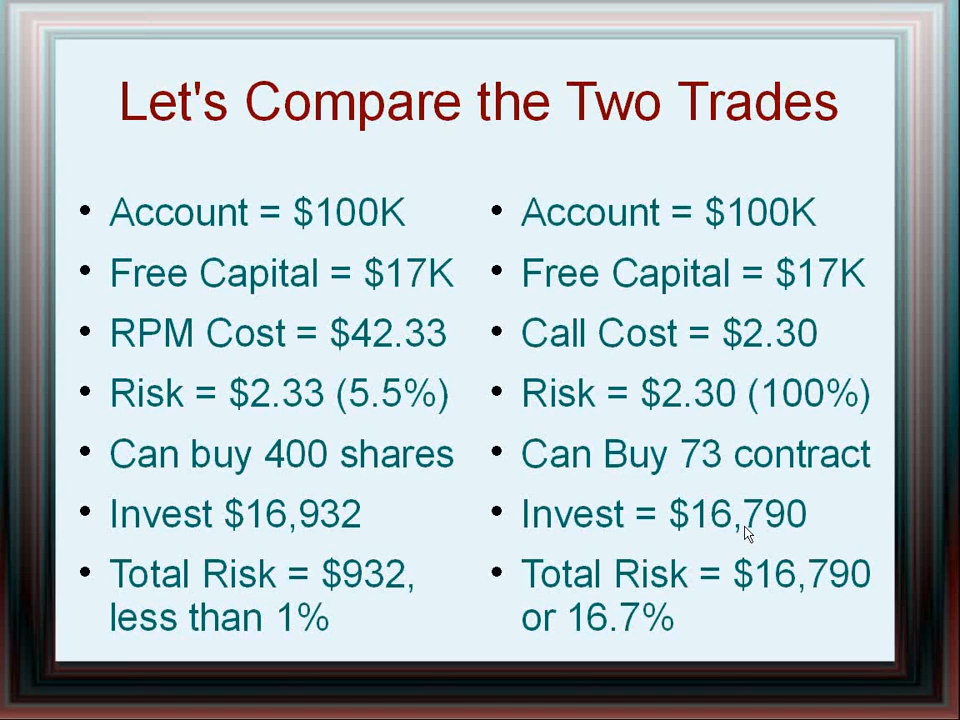 Let's Compare the Two Trades
• Account = $100K
• Free Capital = $17K
• RPM Cost = $42.33
• Risk = $2.33 (5.5%)
• Can buy 400 shares
• Invest $16,932
• Total Risk = $932,
less than 1%
• Account = $100K
• Free Capital = $17K
• Call Cost = $2.30
• Risk = $2.30 (100%)
• Can Buy 73 contract
• Invest = $16,790
• Total Risk = $16,790
or 16.7%